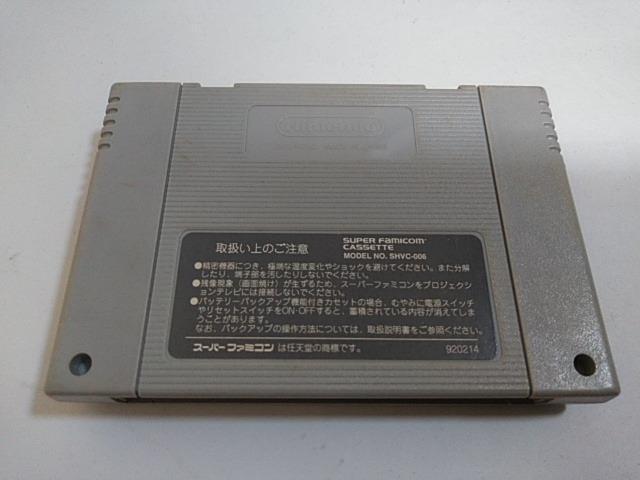 Nintendo
取扱い上のご注意
SUPER FAMICOM™
CASSETTE
MODEL NO. SHVC-006
●精密機器につき、極端な温度変化やショックを避けてください。また分解
したり、端子部を汚したりしないでください。
●残像現象（画面焼け）が生ずるため、スーパーファミコンをプロジェク
ションテレビには接続しないでください。
●バッテリーバックアップ機能付きカセットの場合、むやみに電源スイッチ
やリセットスイッチをON・OFFすると、蓄積されている内容が消えてしま
うことがあります。
なお、バックアップの操作方法については、取扱説明書をご参照ください。
スーパーファミコンは任天堂の商標です。
920214